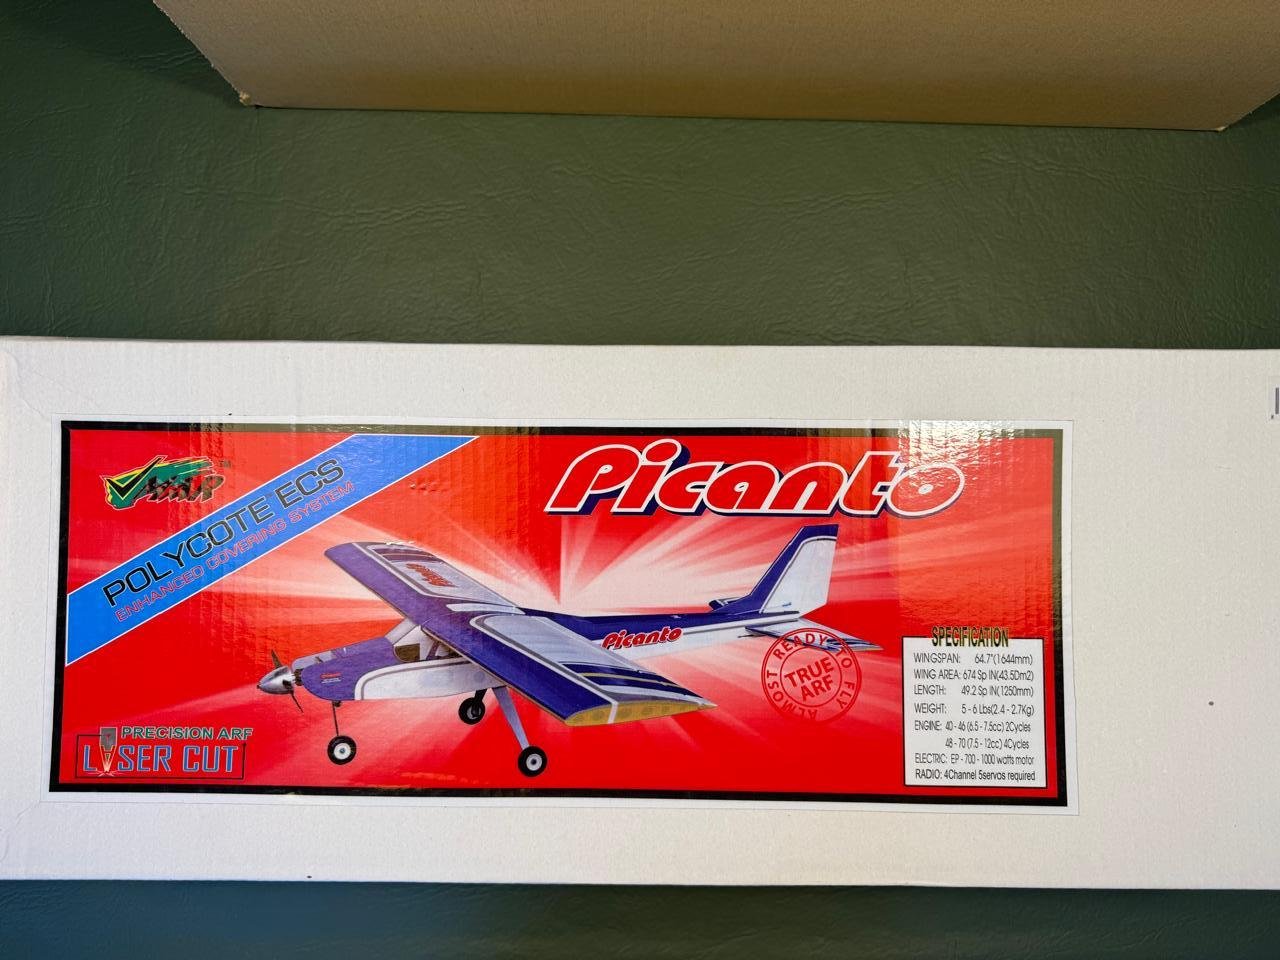 POLYCOTE ECS
ENHANCED COVERING SYSTEM
Picanto
Picanto
ALMOST READY TO FLY
TRUE
ARF
PRECISION ARF
LASER CUT
SPECIFICATION
WINGSPAN: 64.7"(1644mm)
WING AREA: 674 Sp IN(43.5Dm2)
LENGTH: 49.2 Sp IN(1250mm)
WEIGHT: 5 - 6 Lbs(2.4 - 2.7Kg)
ENGINE: 40 - 46 (6.5 - 7.5cc) 2Cycles
48 - 70 (7.5 - 12cc) 4Cycles
ELECTRIC: EP - 700 - 1000 watts motor
RADIO: 4Channel 5servos required